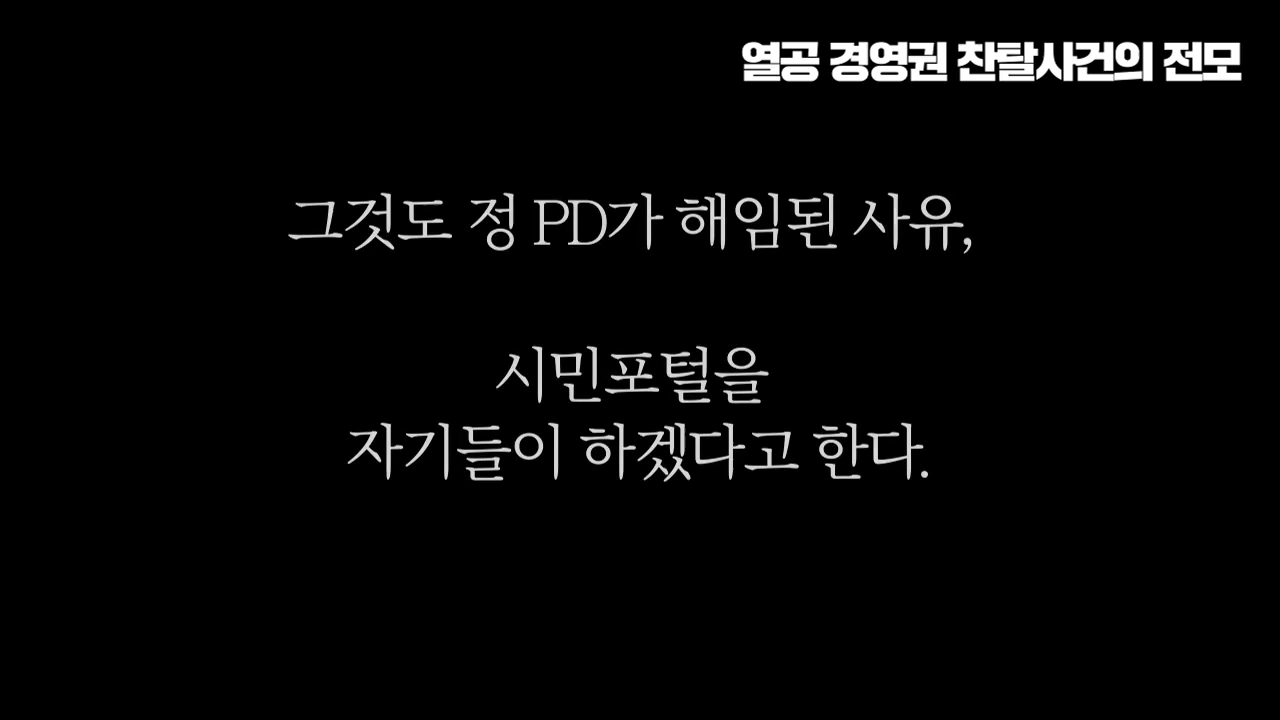 열공 경영권 찬탈사건의 전모
그것도 정 PD가 해임된 사유,
시민포털을
자기들이 하겠다고 한다.